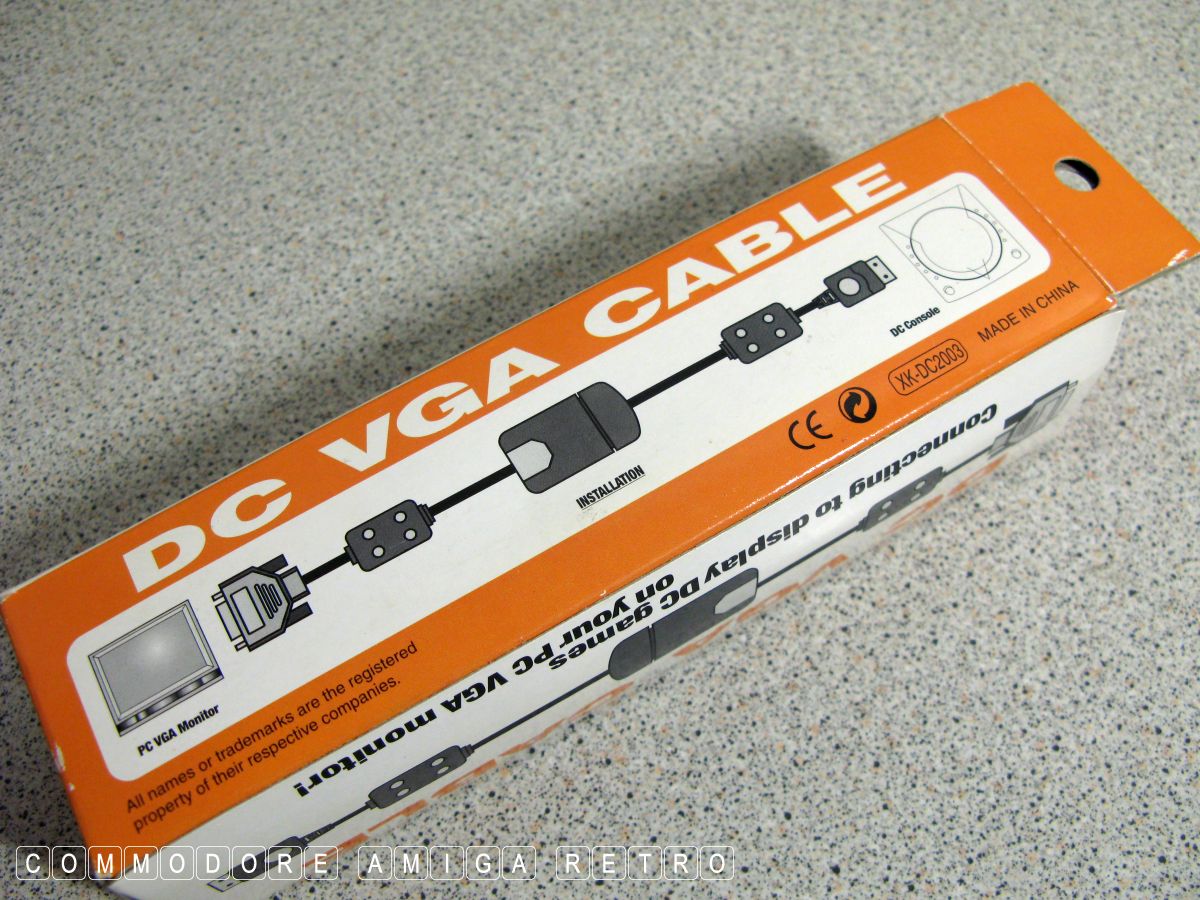 DC VGA CABLE
DC Console
INSTALLATION
PC VGA Monitor
CE XK-DC2003 MADE IN CHINA
All names or trademarks are the registered
property of their respective companies.
Connecting to display DC games
on your PC VGA monitor!
COMMODORE AMIGA RETRO